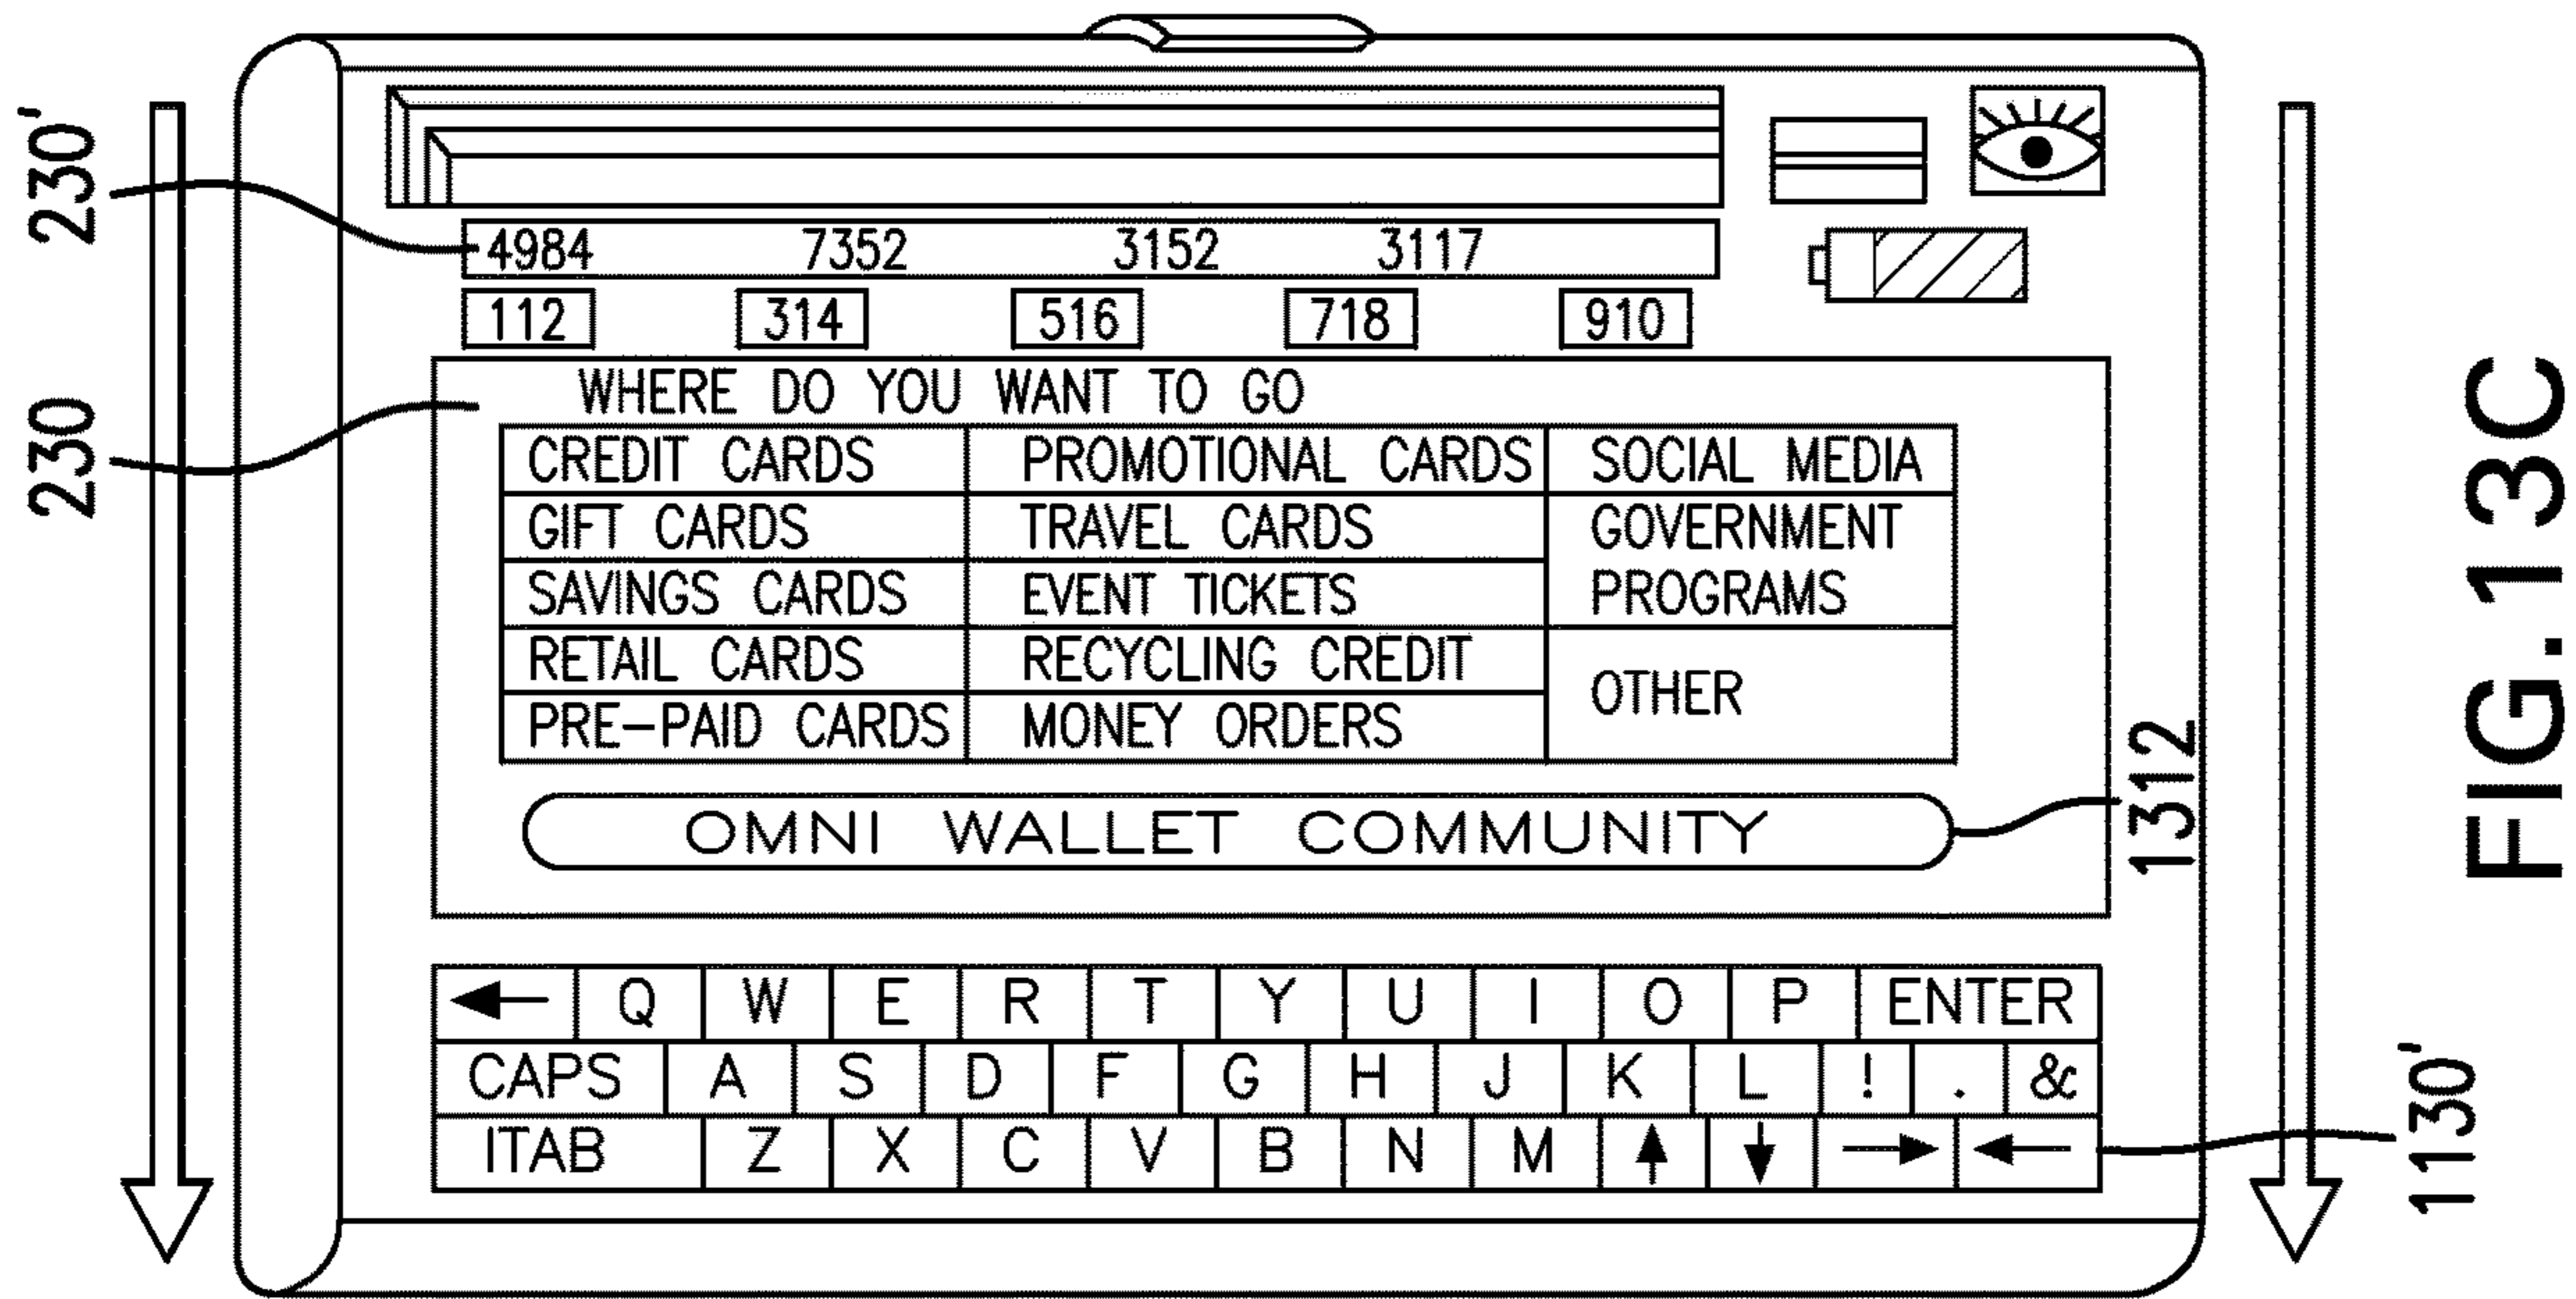 230'
4984 7352 3152 3117
112 314 516 718 910
230
WHERE DO YOU WANT TO GO
CREDIT CARDS PROMOTIONAL CARDS SOCIAL MEDIA
GIFT CARDS TRAVEL CARDS GOVERNMENT
SAVINGS CARDS EVENT TICKETS PROGRAMS
RETAIL CARDS RECYCLING CREDIT
OTHER
PRE-PAID CARDS MONEY ORDERS
OMNI WALLET COMMUNITY
1312
← Q W E R T Y U I O P ENTER
CAPS A S D F G H J K L ! . &
ITAB Z X C V B N M ↑ ↓ → ←
1130'
FIG.13C